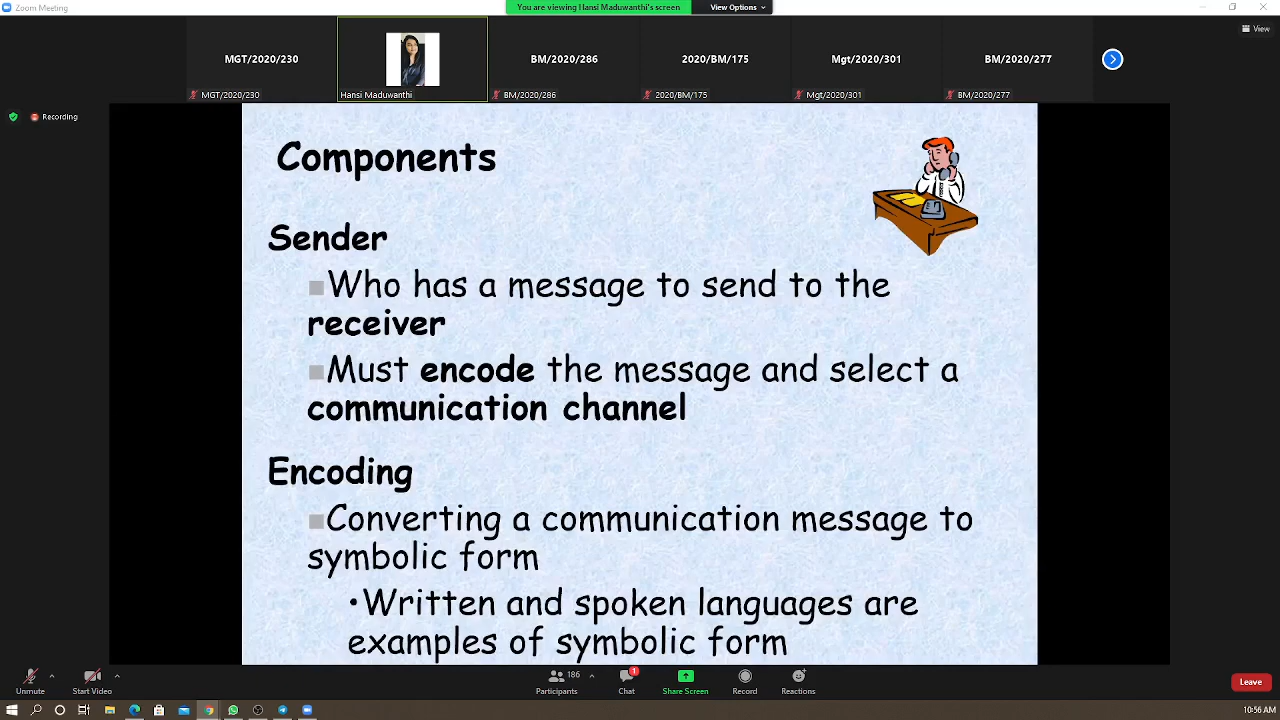 Zoom Meeting
You are viewing Hansi Maduwanthi's screen
View Options
View
MGT/2020/230
BM/2020/286
2020/BM/175
Mgt/2020/301
BM/2020/277
MGT/2020/230
Hansi Maduwanthi
BM/2020/286
2020/BM/175
Mgt/2020/301
BM/2020/277
Recording
Components
Sender
Who has a message to send to the
receiver
Must encode the message and select a
communication channel
Encoding
Converting a communication message to
symbolic form
•Written and spoken languages are
examples of symbolic form
Unmute
Start Video
186
Participants
1
Chat
Share Screen
Record
Reactions
Leave
10:56 AM